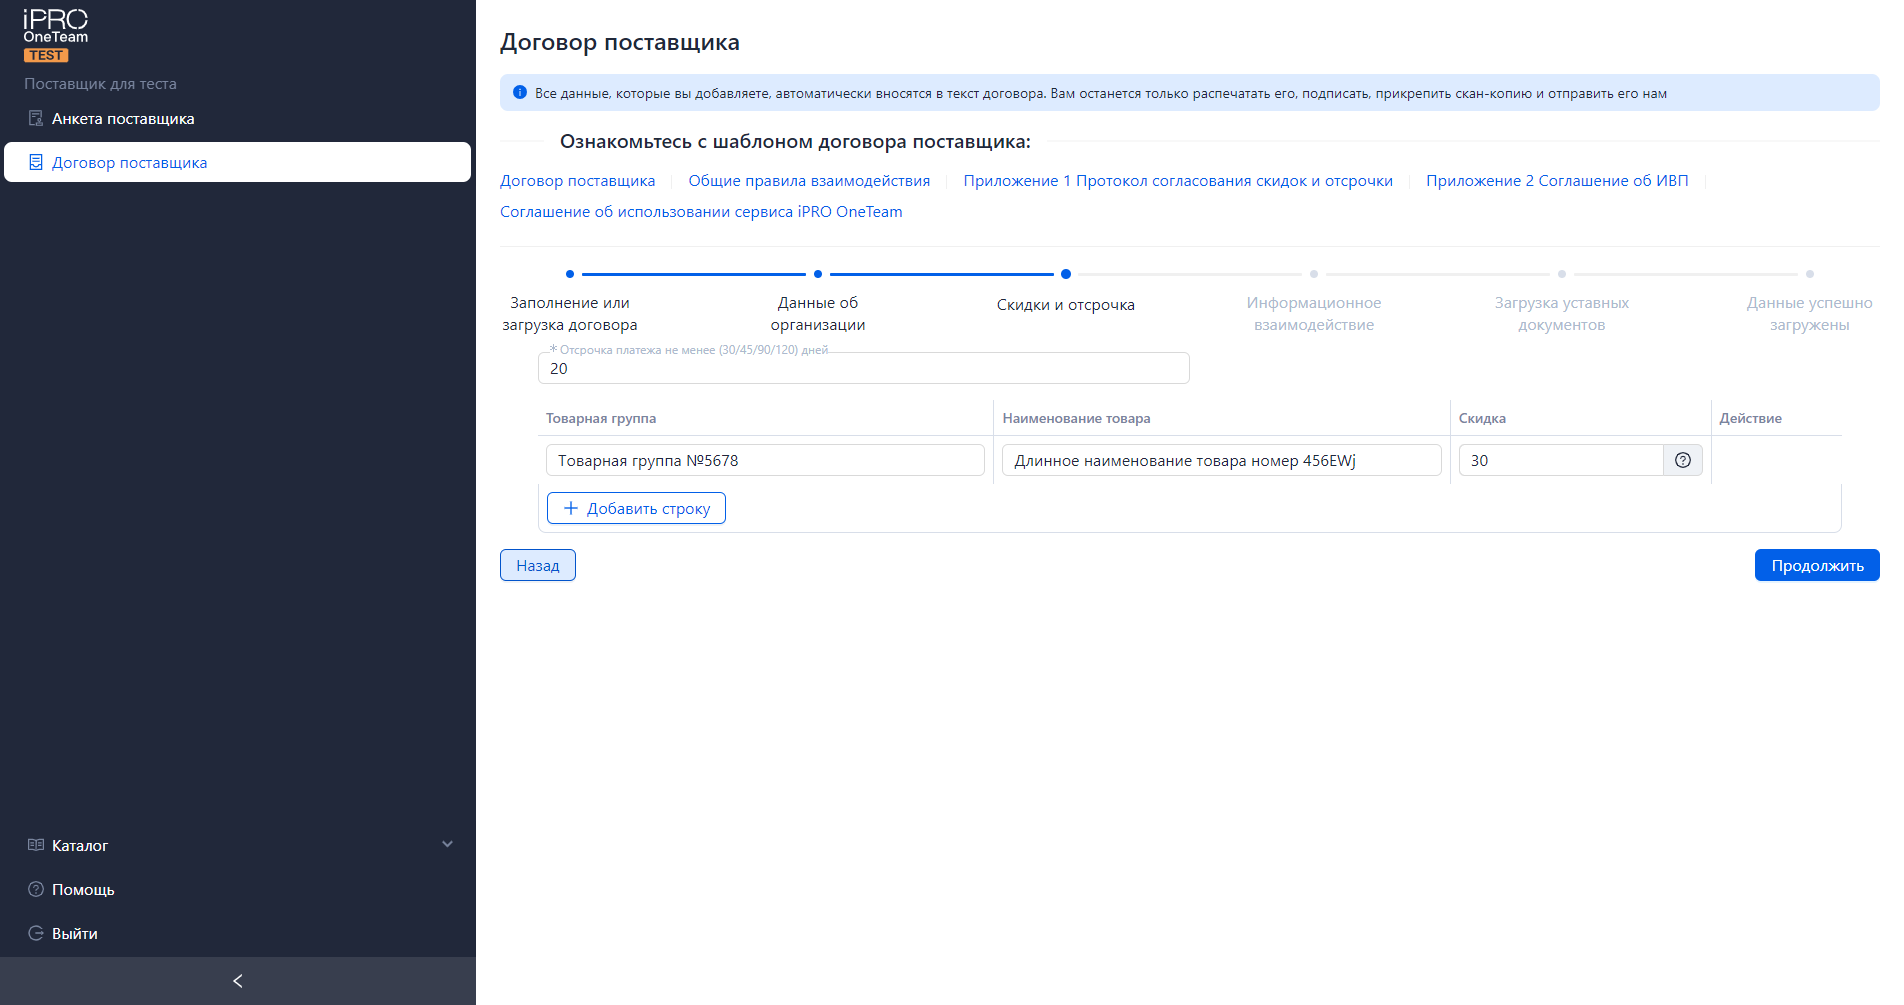 iPRO
OneTeam
TEST
Поставщик для теста
Анкета поставщика
Договор поставщика
Каталог
Помощь
Выйти
Договор поставщика
Все данные, которые вы добавляете, автоматически вносятся в текст договора. Вам останется только распечатать его, подписать, прикрепить скан-копию и отправить его нам
Ознакомьтесь с шаблоном договора поставщика:
Договор поставщика Общие правила взаимодействия Приложение 1 Протокол согласования скидок и отсрочки Приложение 2 Соглашение об ИВП
Соглашение об использовании сервиса iPRO OneTeam
Заполнение или
загрузка договора
Данные об
организации
Скидки и отсрочка
Информационное
взаимодействие
Загрузка уставных
документов
Данные успешно
загружены
* Отсрочка платежа не менее (30/45/90/120) дней
20
Товарная группа Наименование товара Скидка Действие
Товарная группа №5678 Длинное наименование товара номер 456EWj 30
+ Добавить строку
Назад Продолжить